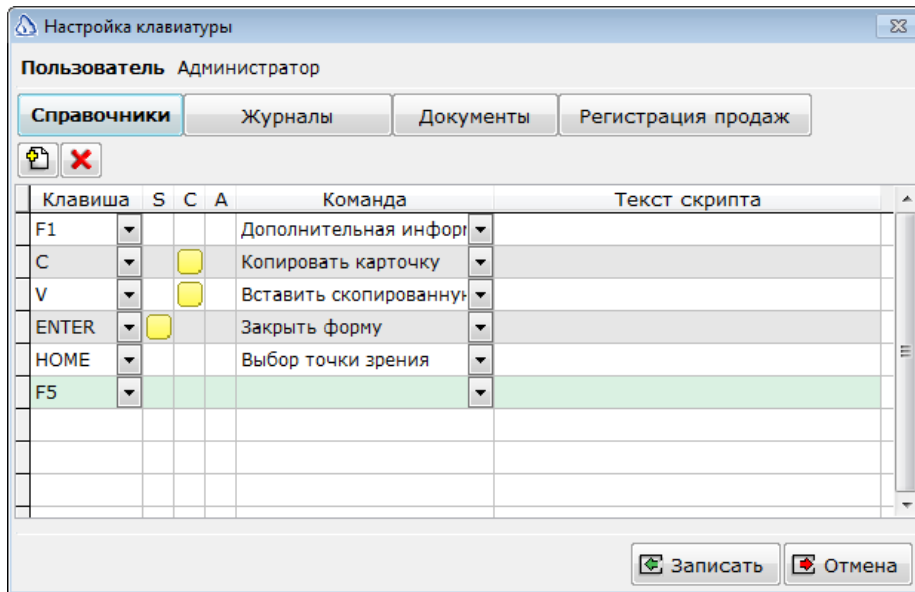 Настройка клавиатуры
Пользователь Администратор
Справочники Журналы Документы Регистрация продаж
Клавиша S C A Команда Текст скрипта
F1 Дополнительная инфор
C Копировать карточку
V Вставить скопированную
ENTER Закрыть форму
HOME Выбор точки зрения
F5
Записать Отмена